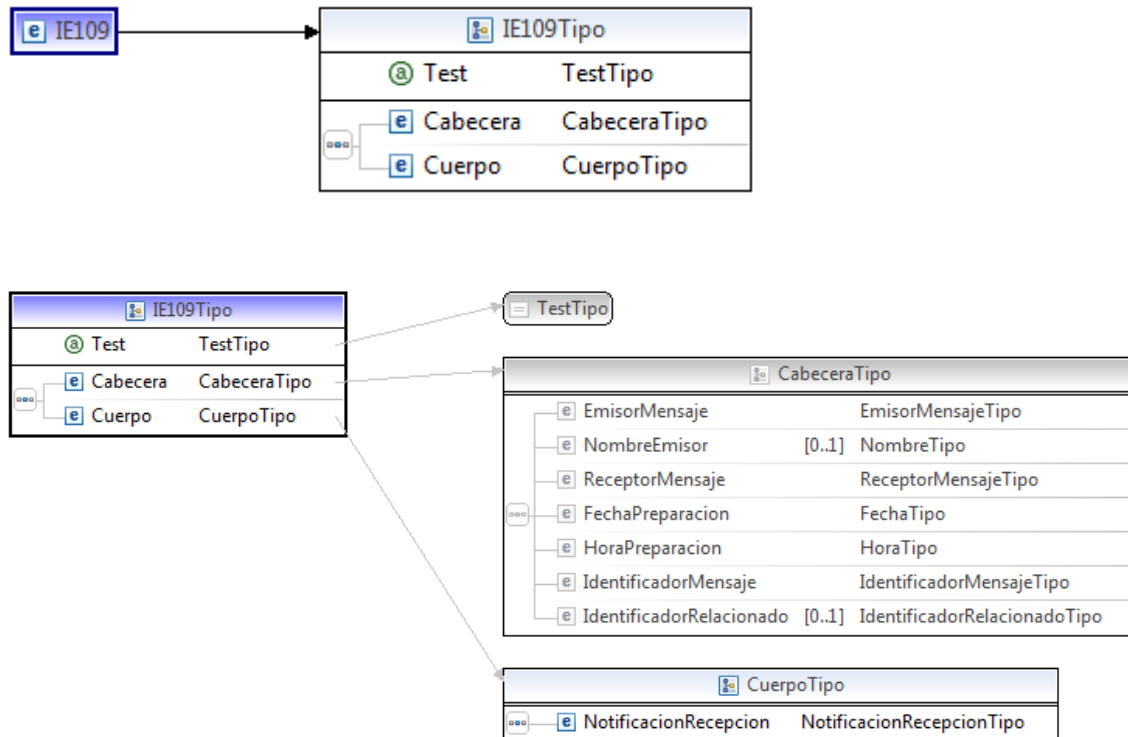 e IE109
IE109Tipo
a Test TestTipo
e Cabecera CabeceraTipo
e Cuerpo CuerpoTipo
IE109Tipo
a Test TestTipo
e Cabecera CabeceraTipo
e Cuerpo CuerpoTipo
TestTipo
CabeceraTipo
e EmisorMensaje EmisorMensajeTipo
e NombreEmisor [0..1] NombreTipo
e ReceptorMensaje ReceptorMensajeTipo
e FechaPreparacion FechaTipo
e HoraPreparacion HoraTipo
e IdentificadorMensaje IdentificadorMensajeTipo
e IdentificadorRelacionado [0..1] IdentificadorRelacionadoTipo
CuerpoTipo
e NotificacionRecepcion NotificacionRecepcionTipo